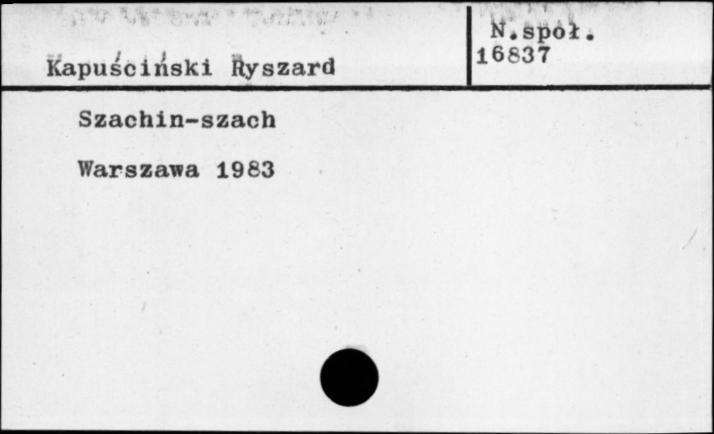 Kapuściński Ryszard
N.społ.
16837
Szachin-szach
Warszawa 1983